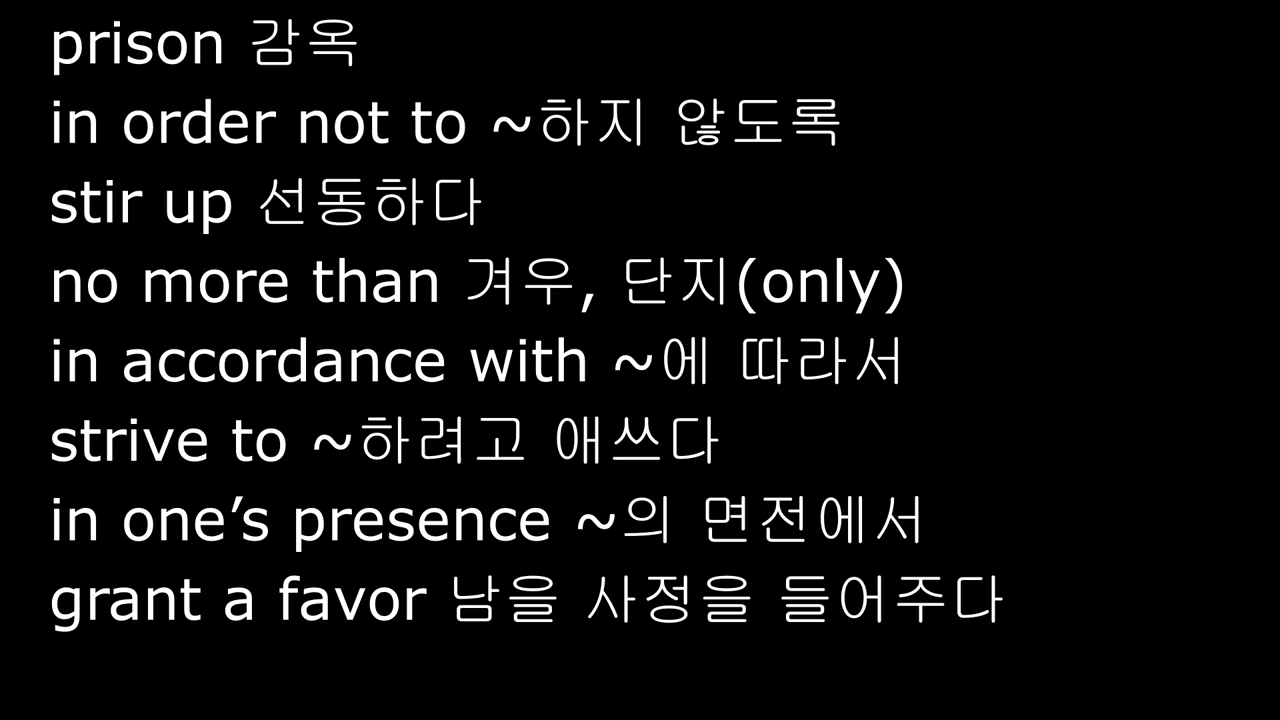 prison 감옥
in order not to ~하지 않도록
stir up 선동하다
no more than 겨우, 단지(only)
in accordance with ~에 따라서
strive to ~하려고 애쓰다
in one’s presence ~의 면전에서
grant a favor 남을 사정을 들어주다